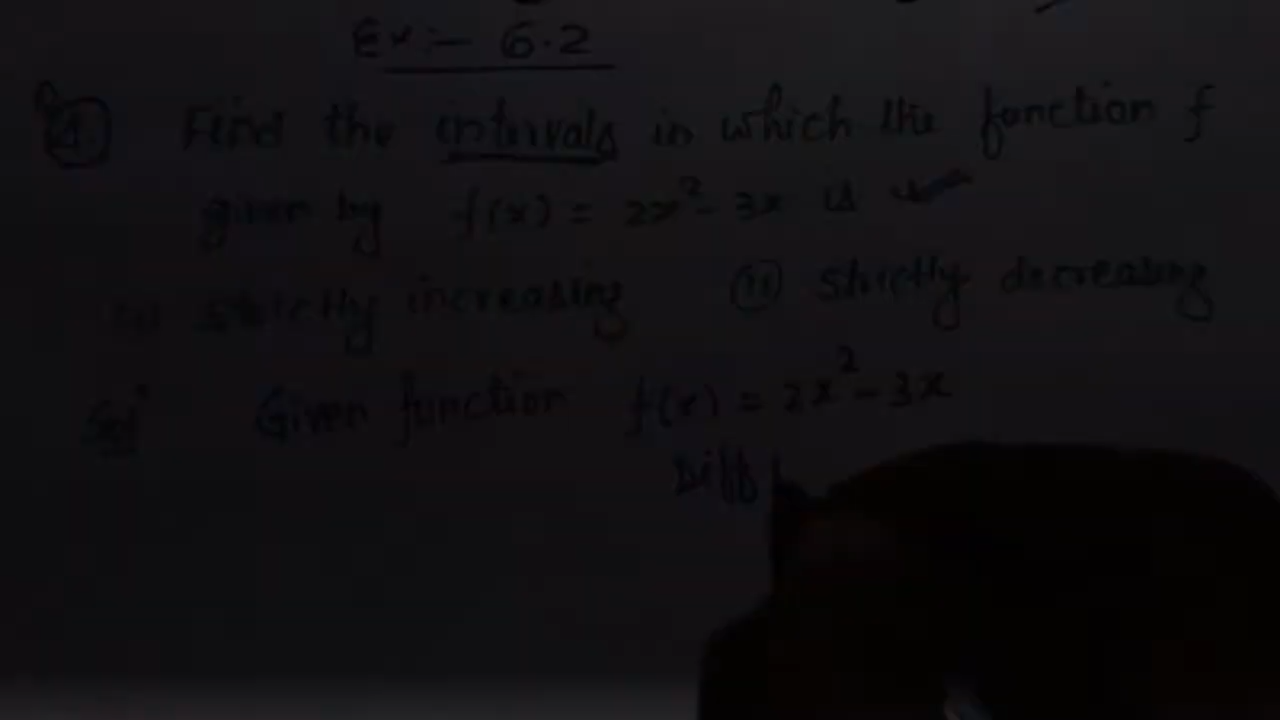 Ex:- 6.2
4. Find the intervals in which the function f
given by f(x) = 2x² - 3x is
(i) strictly increasing (ii) strictly decreasing
Sol: Given function f(x) = 2x² - 3x
Diff